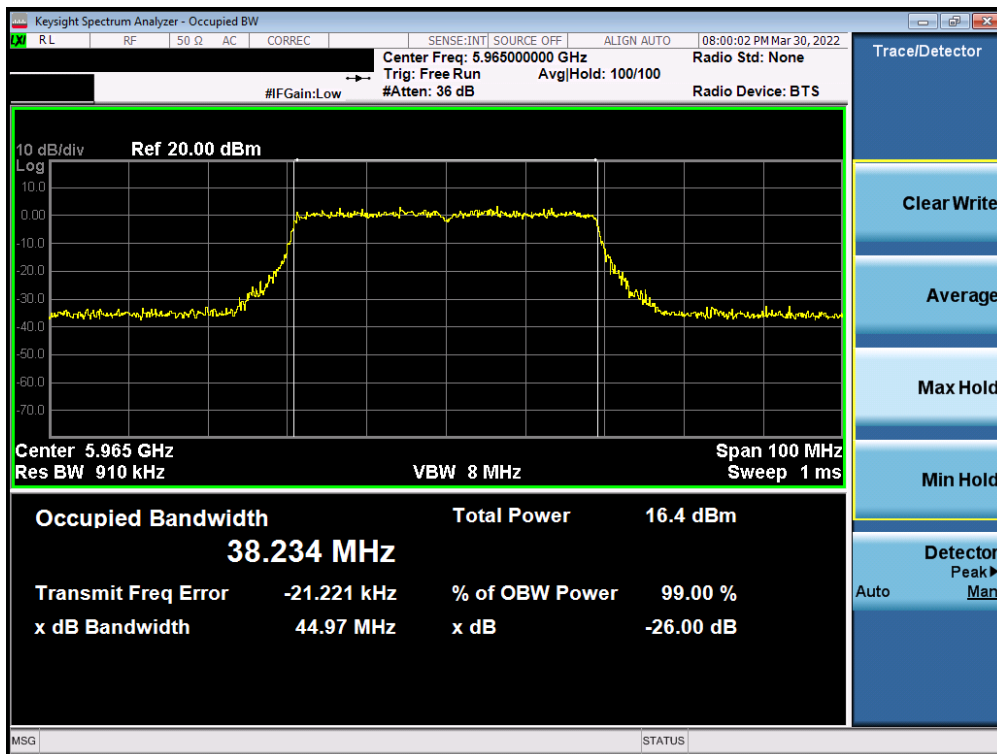 Keysight Spectrum Analyzer - Occupied BW
LXI RL RF 50 Ω AC CORREC SENSE:INT SOURCE OFF ALIGN AUTO 08:00:02 PM Mar 30, 2022
Center Freq: 5.965000000 GHz Radio Std: None
Trig: Free Run Avg|Hold: 100/100
#IFGain:Low #Atten: 36 dB Radio Device: BTS
Trace/Detector
10 dB/div Ref 20.00 dBm
Log
10.0
0.00
-10.0
-20.0
-30.0
-40.0
-50.0
-60.0
-70.0
Center 5.965 GHz Span 100 MHz
Res BW 910 kHz VBW 8 MHz Sweep 1 ms
Occupied Bandwidth Total Power 16.4 dBm
38.234 MHz
Transmit Freq Error -21.221 kHz % of OBW Power 99.00 %
x dB Bandwidth 44.97 MHz x dB -26.00 dB
Clear Write
Average
Max Hold
Min Hold
Detector
Peak
Auto Man
MSG STATUS